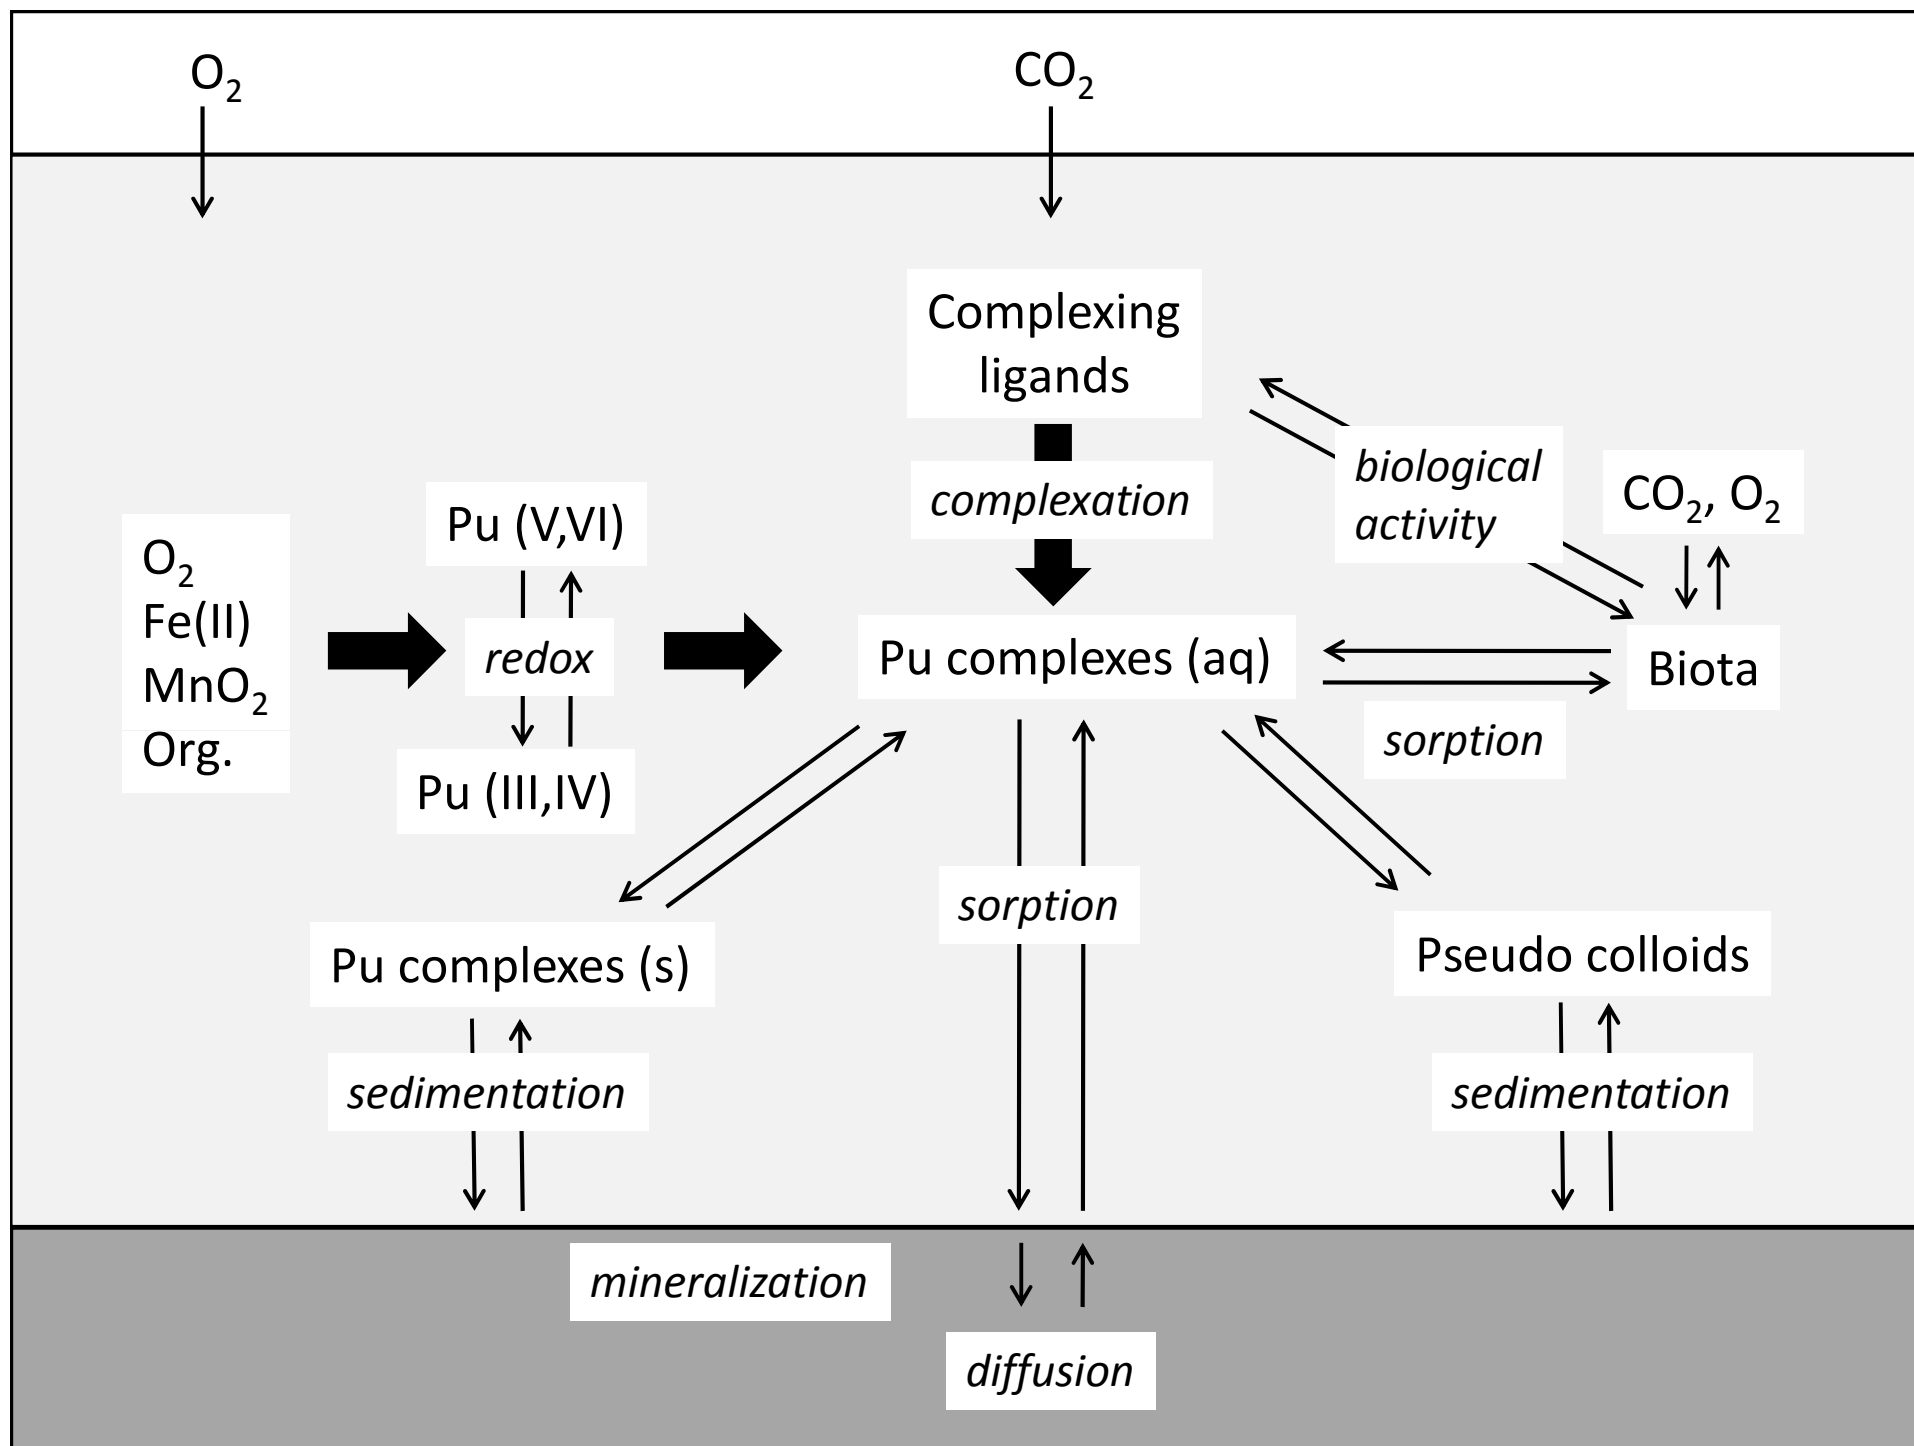 O₂
CO₂
Complexing
ligands
complexation
biological
activity
CO₂, O₂
Biota
O₂
Fe(II)
MnO₂
Org.
Pu (V,VI)
redox
Pu (III,IV)
Pu complexes (aq)
sorption
sorption
Pu complexes (s)
Pseudo colloids
sedimentation
sedimentation
mineralization
diffusion